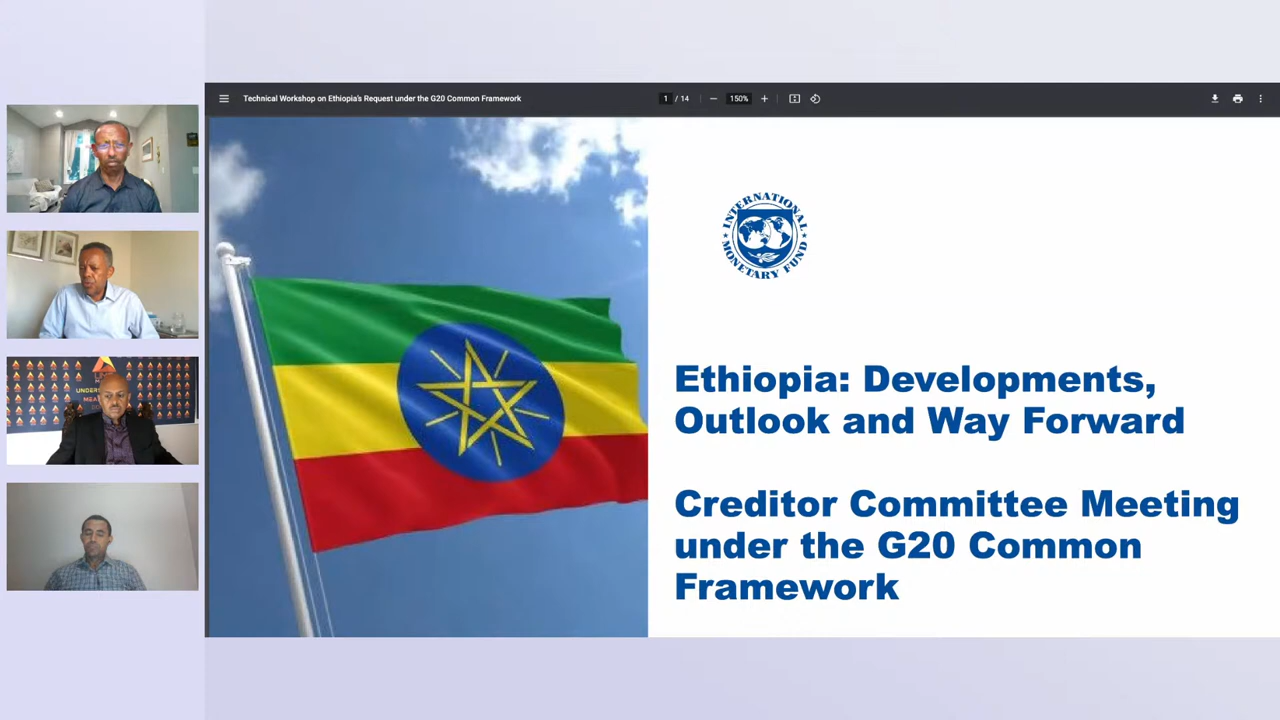 Technical Workshop on Ethiopia's Request under the G20 Common Framework
1 / 14
150%
INTERNATIONAL
MONETARY FUND
Ethiopia: Developments,
Outlook and Way Forward
Creditor Committee Meeting
under the G20 Common
Framework